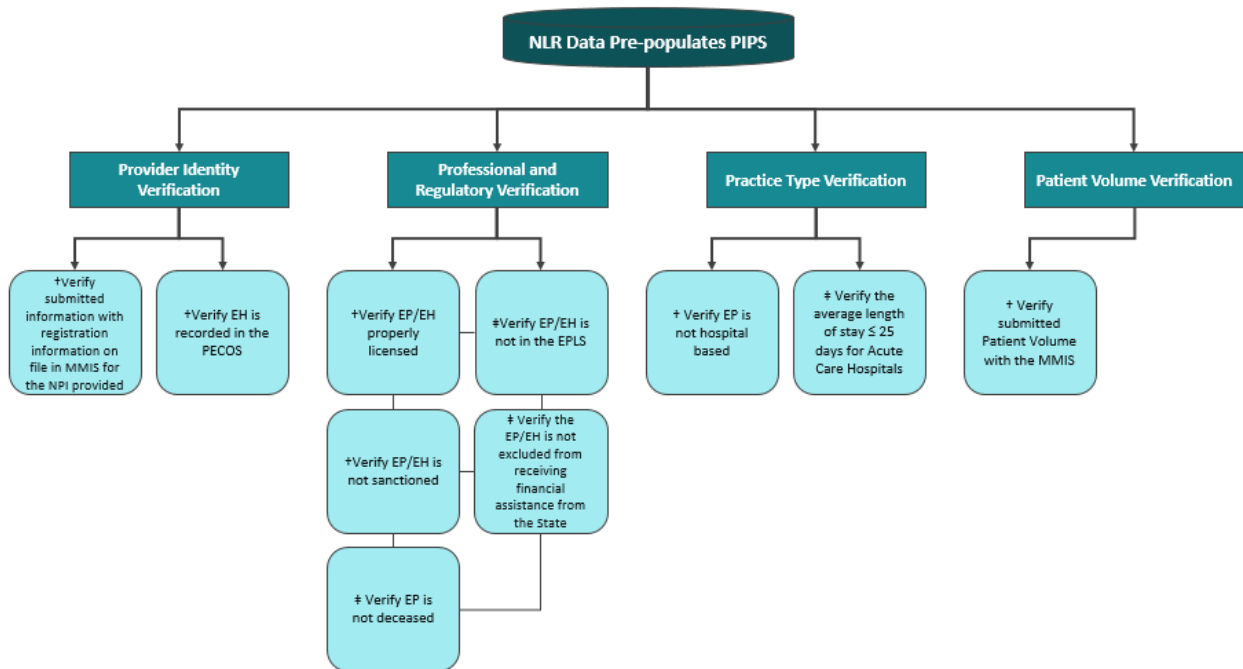 NLR Data Pre-populates PIPS
Provider Identity
Verification
Professional and
Regulatory Verification
Practice Type Verification
Patient Volume Verification
†Verify
submitted
information with
registration
information on
file in MMIS for
the NPI provided
†Verify EH is
recorded in the
PECOS
†Verify EP/EH
properly
licensed
‡Verify EP/EH is
not in the EPLS
† Verify EP is
not hospital
based
‡ Verify the
average length
of stay ≤ 25
days for Acute
Care Hospitals
† Verify
submitted
Patient Volume
with the MMIS
†Verify EP/EH is
not sanctioned
‡ Verify the
EP/EH is not
excluded from
receiving
financial
assistance from
the State
‡ Verify EP is
not deceased